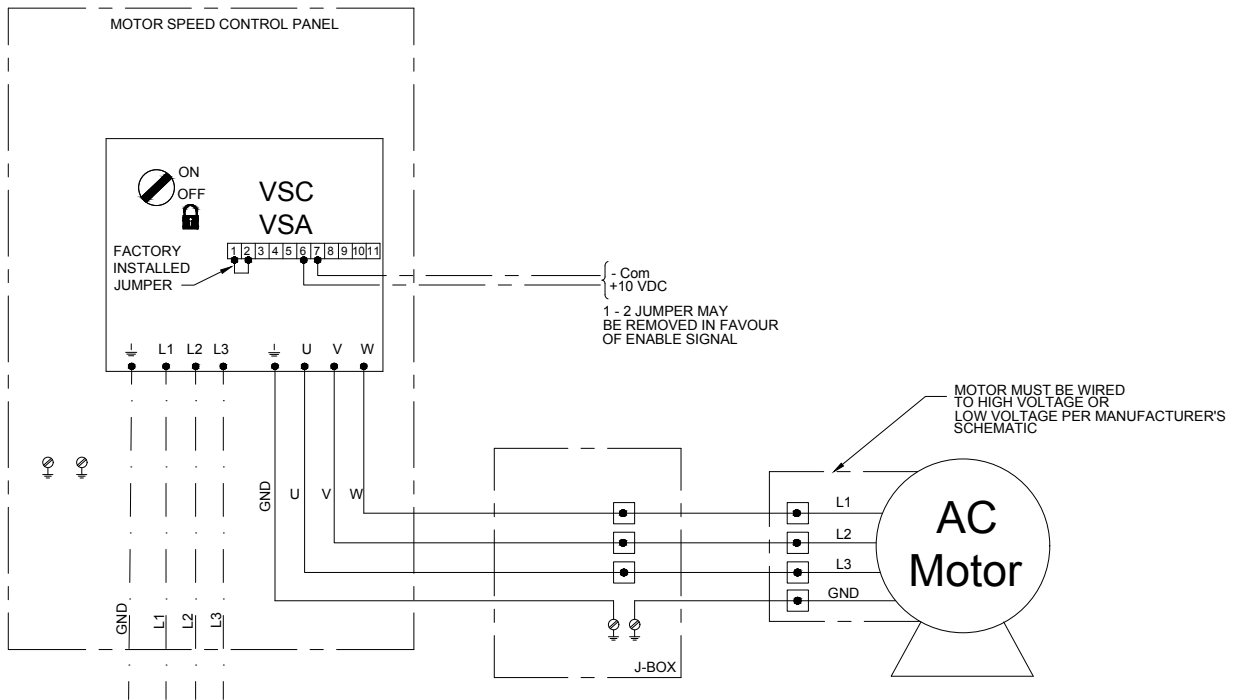 MOTOR SPEED CONTROL PANEL
ON
OFF
VSC
VSA
FACTORY
INSTALLED
JUMPER
1 2 3 4 5 6 7 8 9 10 11
- Com
+10 VDC
1 - 2 JUMPER MAY
BE REMOVED IN FAVOUR
OF ENABLE SIGNAL
L1 L2 L3 U V W
MOTOR MUST BE WIRED
TO HIGH VOLTAGE OR
LOW VOLTAGE PER MANUFACTURER'S
SCHEMATIC
GND U V W
L1
L2
L3
GND
AC
Motor
GND L1 L2 L3
J-BOX